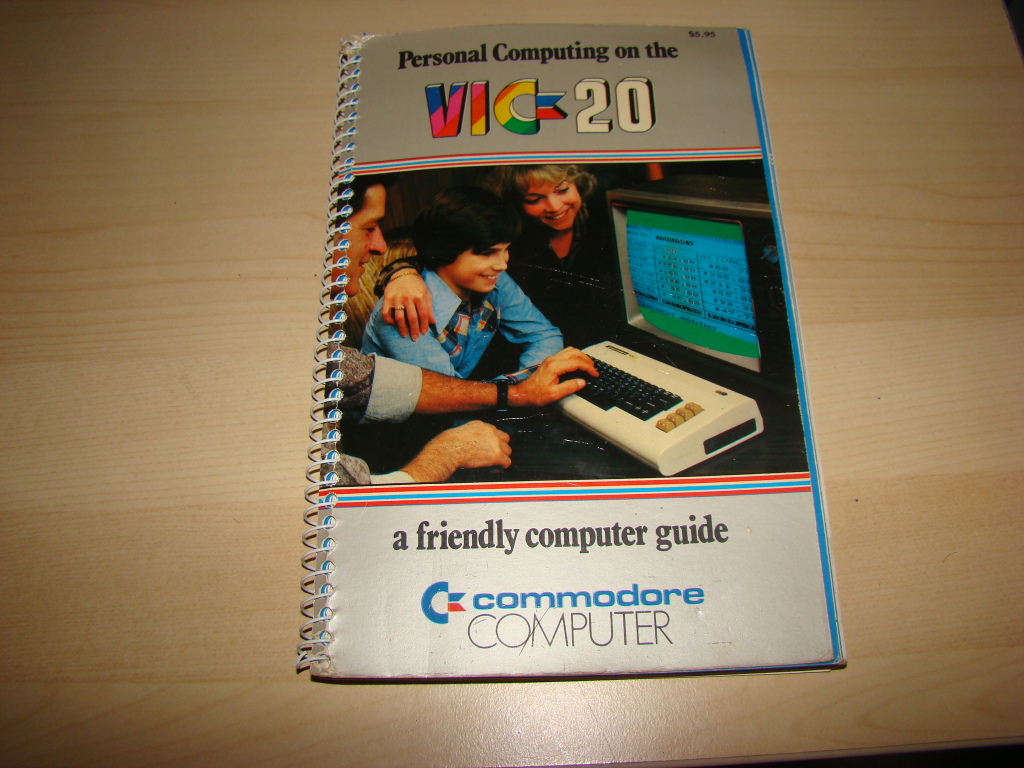 $5.95
Personal Computing on the
VIC-20
a friendly computer guide
commodore
COMPUTER